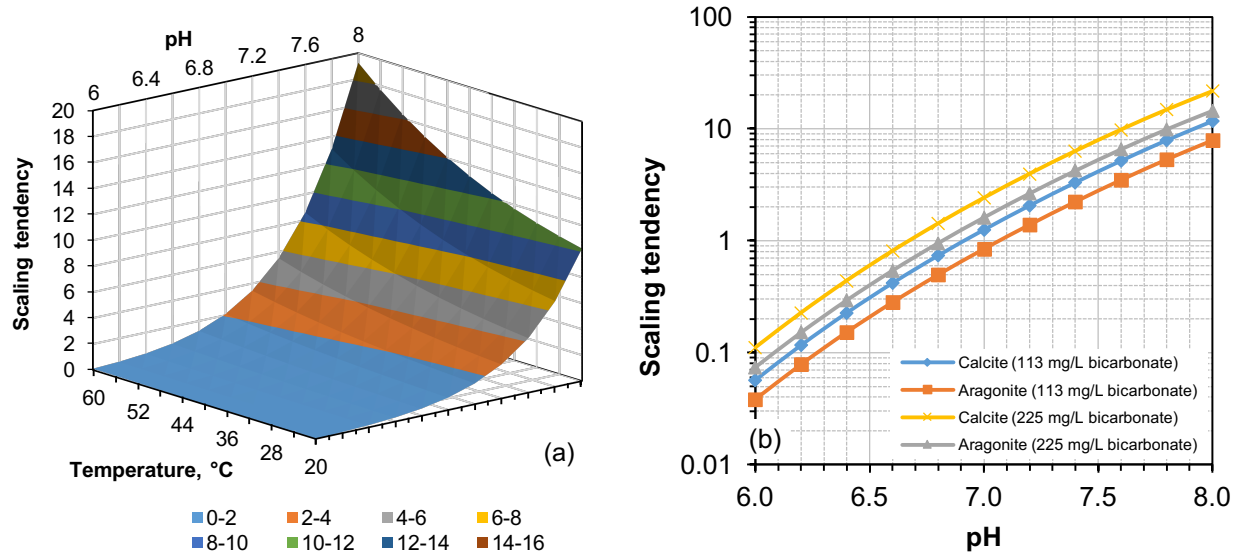 pH
6 6.4 6.8 7.2 7.6 8
Scaling tendency
20
18
16
14
12
10
8
6
4
2
0
60 52 44 36 28 20
Temperature, °C
(a)
0-2 2-4 4-6 6-8
8-10 10-12 12-14 14-16
Scaling tendency
100
10
1
0.1
0.01
Calcite (113 mg/L bicarbonate)
Aragonite (113 mg/L bicarbonate)
Calcite (225 mg/L bicarbonate)
Aragonite (225 mg/L bicarbonate)
(b)
6.0 6.5 7.0 7.5 8.0
pH